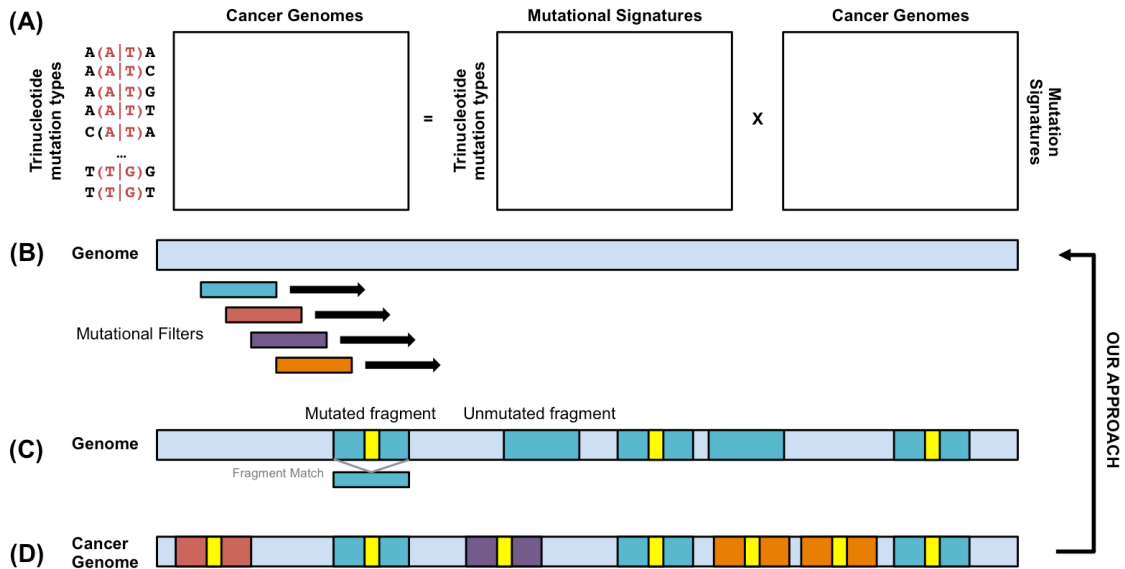 (A)
Cancer Genomes
Mutational Signatures
Cancer Genomes
Trinucleotide
mutation types
A(A|T)A
A(A|T)C
A(A|T)G
A(A|T)T
C(A|T)A
...
T(T|G)G
T(T|G)T
=
Trinucleotide
mutation types
X
Mutation
Signatures
(B)
Genome
Mutational Filters
OUR APPROACH
Mutated fragment
Unmutated fragment
(C)
Genome
Fragment Match
(D)
Cancer
Genome